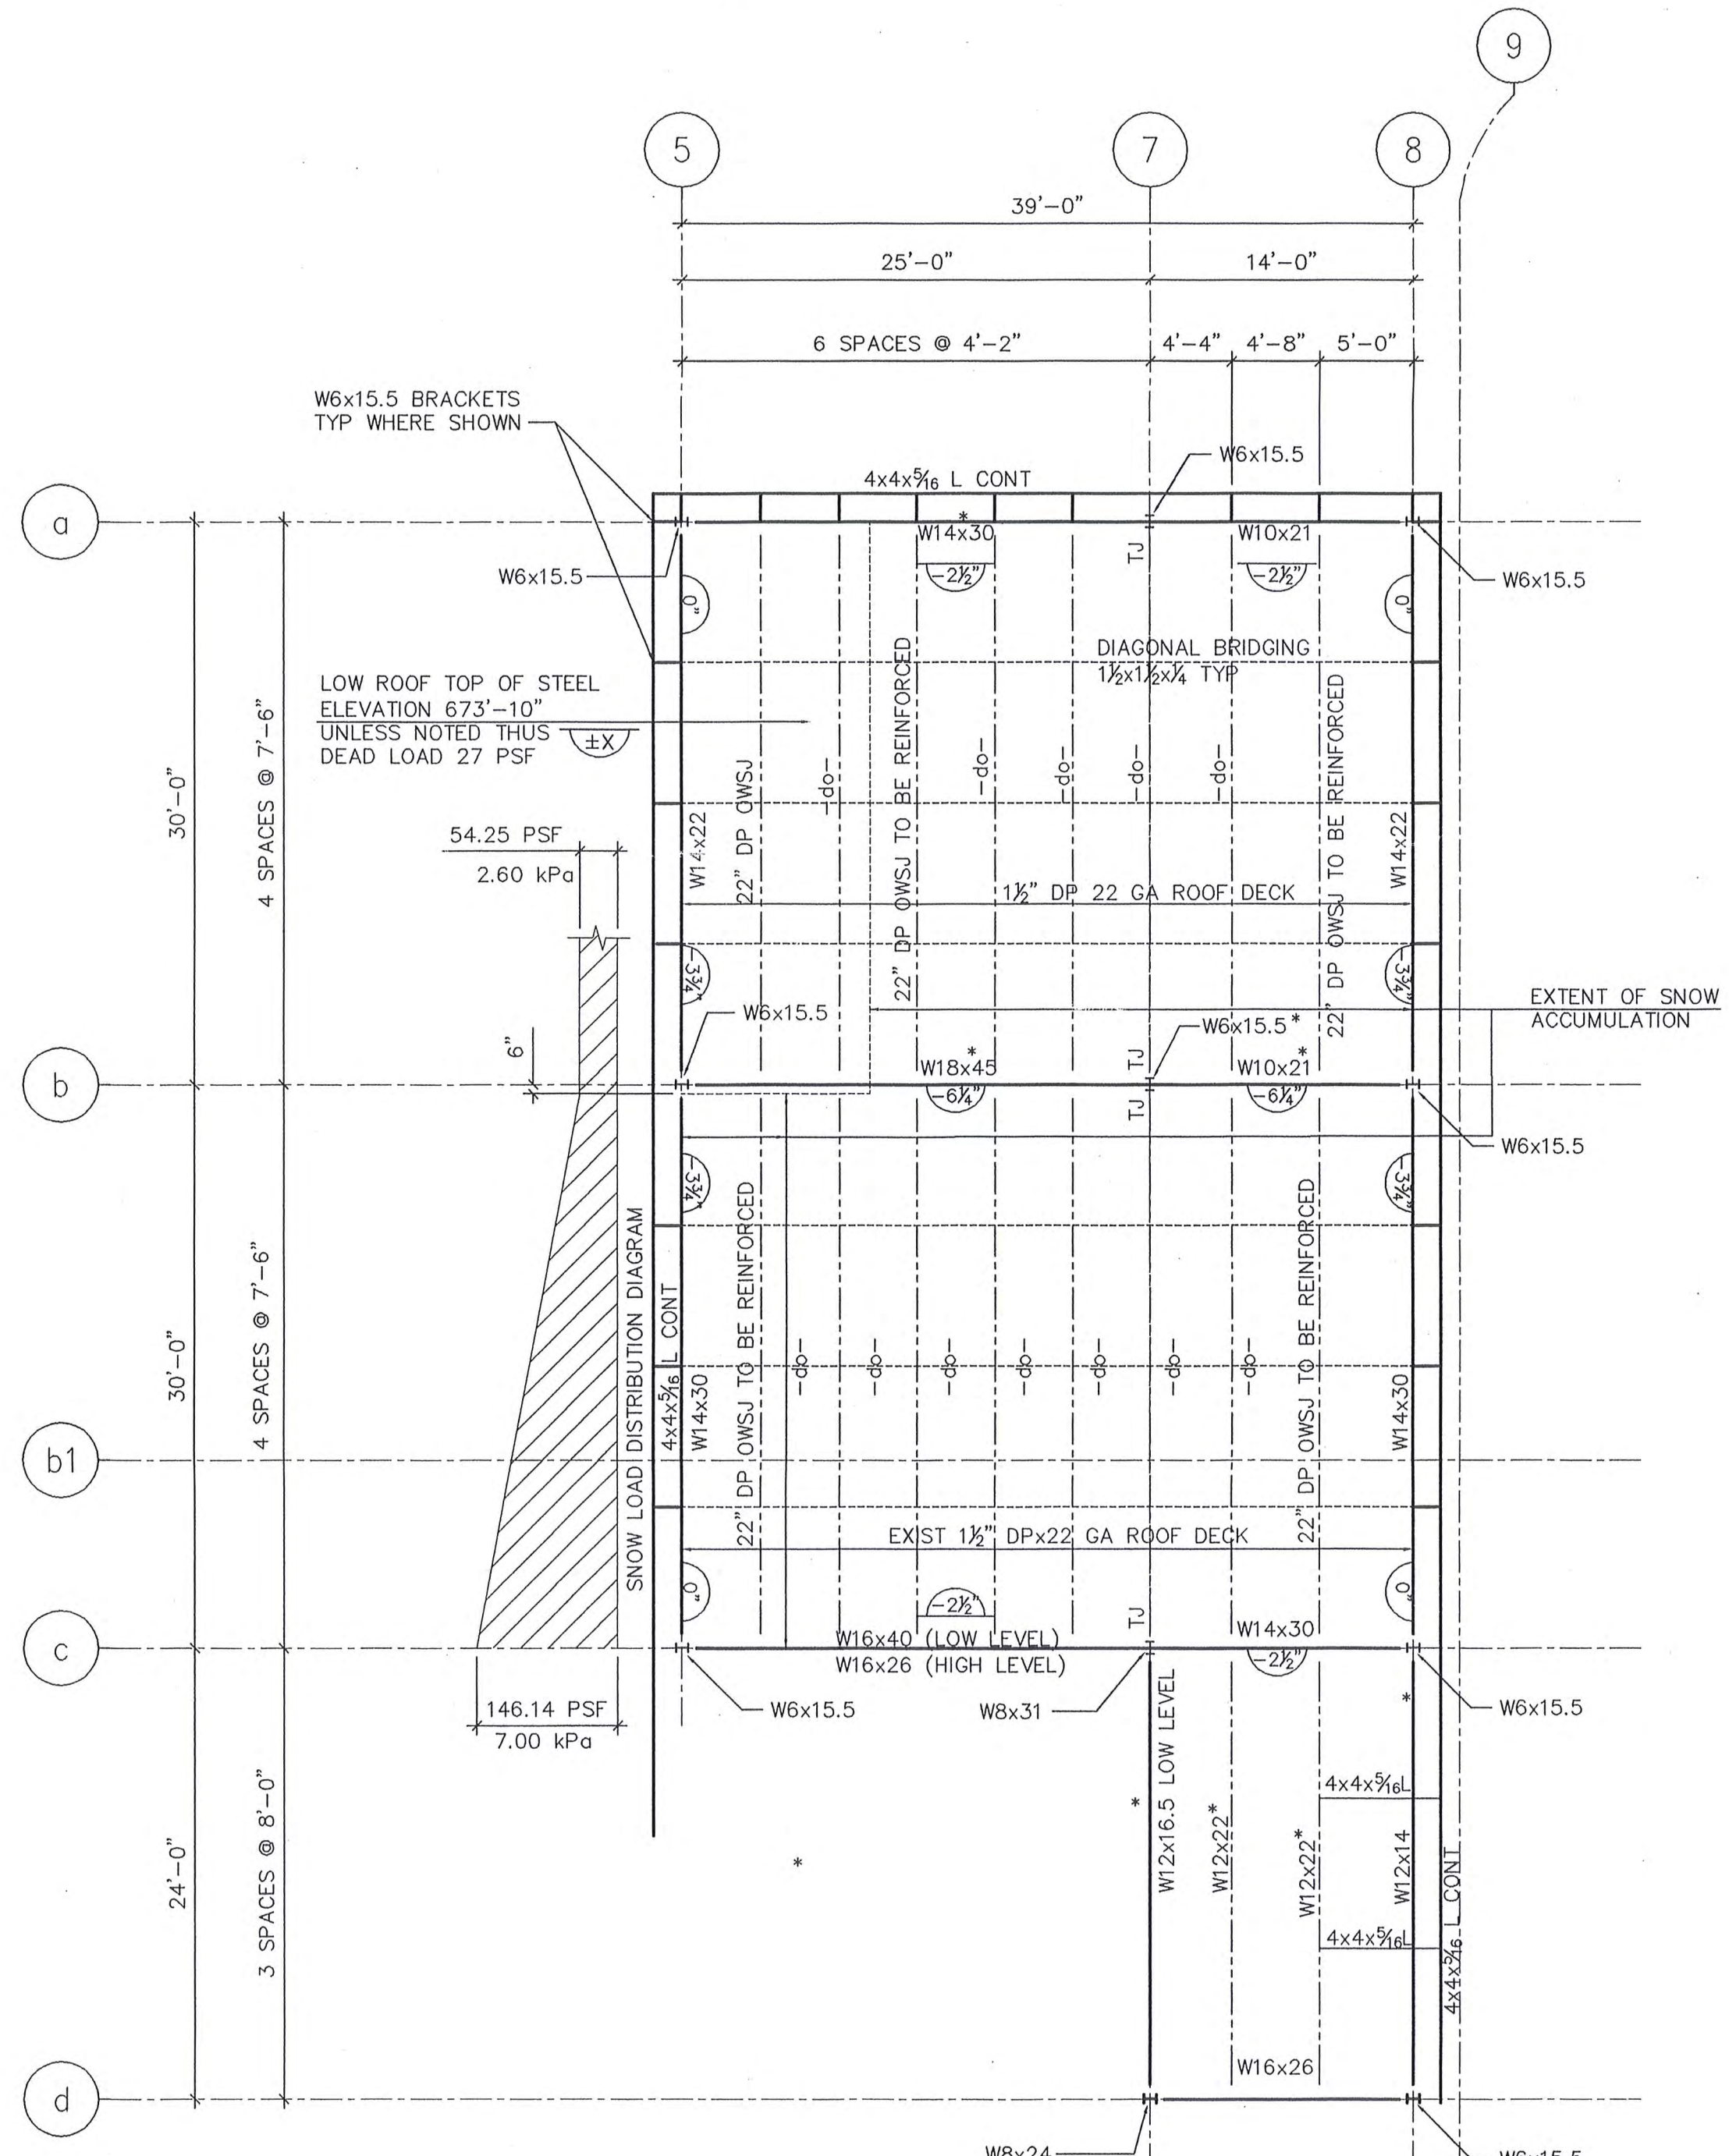 9
5
7
8
39'-0"
25'-0"
14'-0"
6 SPACES @ 4'-2"
4'-4"
4'-8"
5'-0"
W6x15.5 BRACKETS
TYP WHERE SHOWN
W6x15.5
4x4x5/16 L CONT
a
*
W14x30
TJ
W10x21
-2½"
-2½"
W6x15.5
W6x15.5
0"
0"
DIAGONAL BRIDGING
1½x1½x¼ TYP
LOW ROOF TOP OF STEEL
ELEVATION 673'-10"
UNLESS NOTED THUS
±X
DEAD LOAD 27 PSF
30'-0"
4 SPACES @ 7'-6"
W14x22
22" DP OWSJ
-do-
22" DP OWSJ TO BE REINFORCED
-do-
-do-
-do-
-do-
22" DP OWSJ TO BE REINFORCED
W14x22
54.25 PSF
2.60 kPa
1½" DP 22 GA ROOF DECK
-3¾"
-3¾"
EXTENT OF SNOW
ACCUMULATION
W6x15.5
W6x15.5*
6"
b
*
W18x45
TJ
*
W10x21
-6¼"
TJ
-6¼"
W6x15.5
-3¾"
-3¾"
30'-0"
4 SPACES @ 7'-6"
SNOW LOAD DISTRIBUTION DIAGRAM
4x4x5/16 L CONT
W14x30
22" DP OWSJ TO BE REINFORCED
-do-
-do-
-do-
-do-
-do-
-do-
-do-
22" DP OWSJ TO BE REINFORCED
W14x30
b1
EXIST 1½" DPx22 GA ROOF DECK
0"
0"
-2½"
TJ
c
W16x40 (LOW LEVEL)
W16x26 (HIGH LEVEL)
W14x30
-2½"
146.14 PSF
7.00 kPa
W6x15.5
W8x31
*
W6x15.5
24'-0"
3 SPACES @ 8'-0"
*
*
W12x16.5 LOW LEVEL
W12x22*
W12x22*
4x4x5/16L
W12x14
4x4x5/16L
4x4x5/16 L CONT
W16x26
d
W8x24
W6x15.5